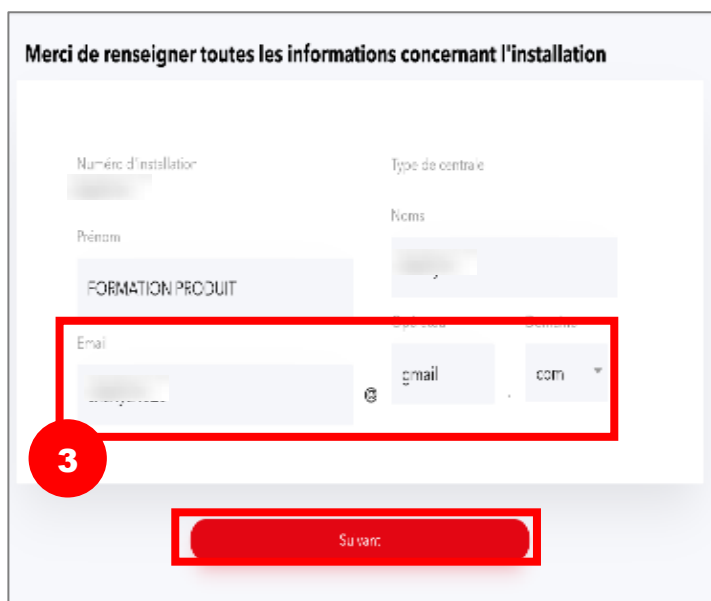 Merci de renseigner toutes les informations concernant l'installation
Numéro d'installation
Type de centrale
Prénom
Noms
FORMATION PRODUIT
Email
gmail
com
@
.
3
Suivant